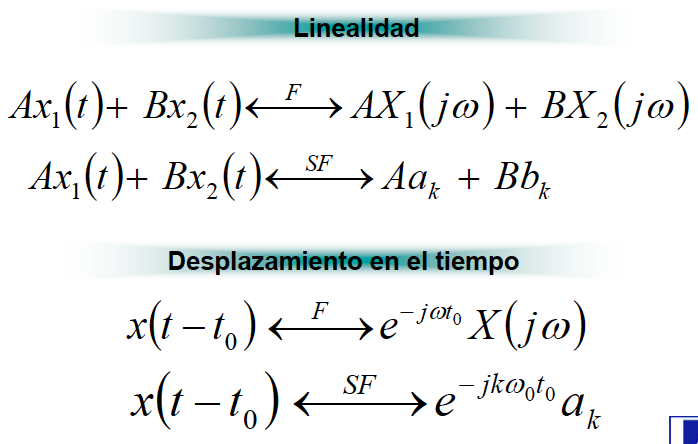 Linealidad
Ax₁(t)+ Bx₂(t) ←F→ AX₁(jω) + BX₂(jω)
Ax₁(t)+ Bx₂(t) ←SF→ Aaₖ + Bbₖ
Desplazamiento en el tiempo
x(t − t₀) ←F→ e^{−jωt₀} X(jω)
x(t − t₀) ←SF→ e^{−jkω₀t₀} aₖ